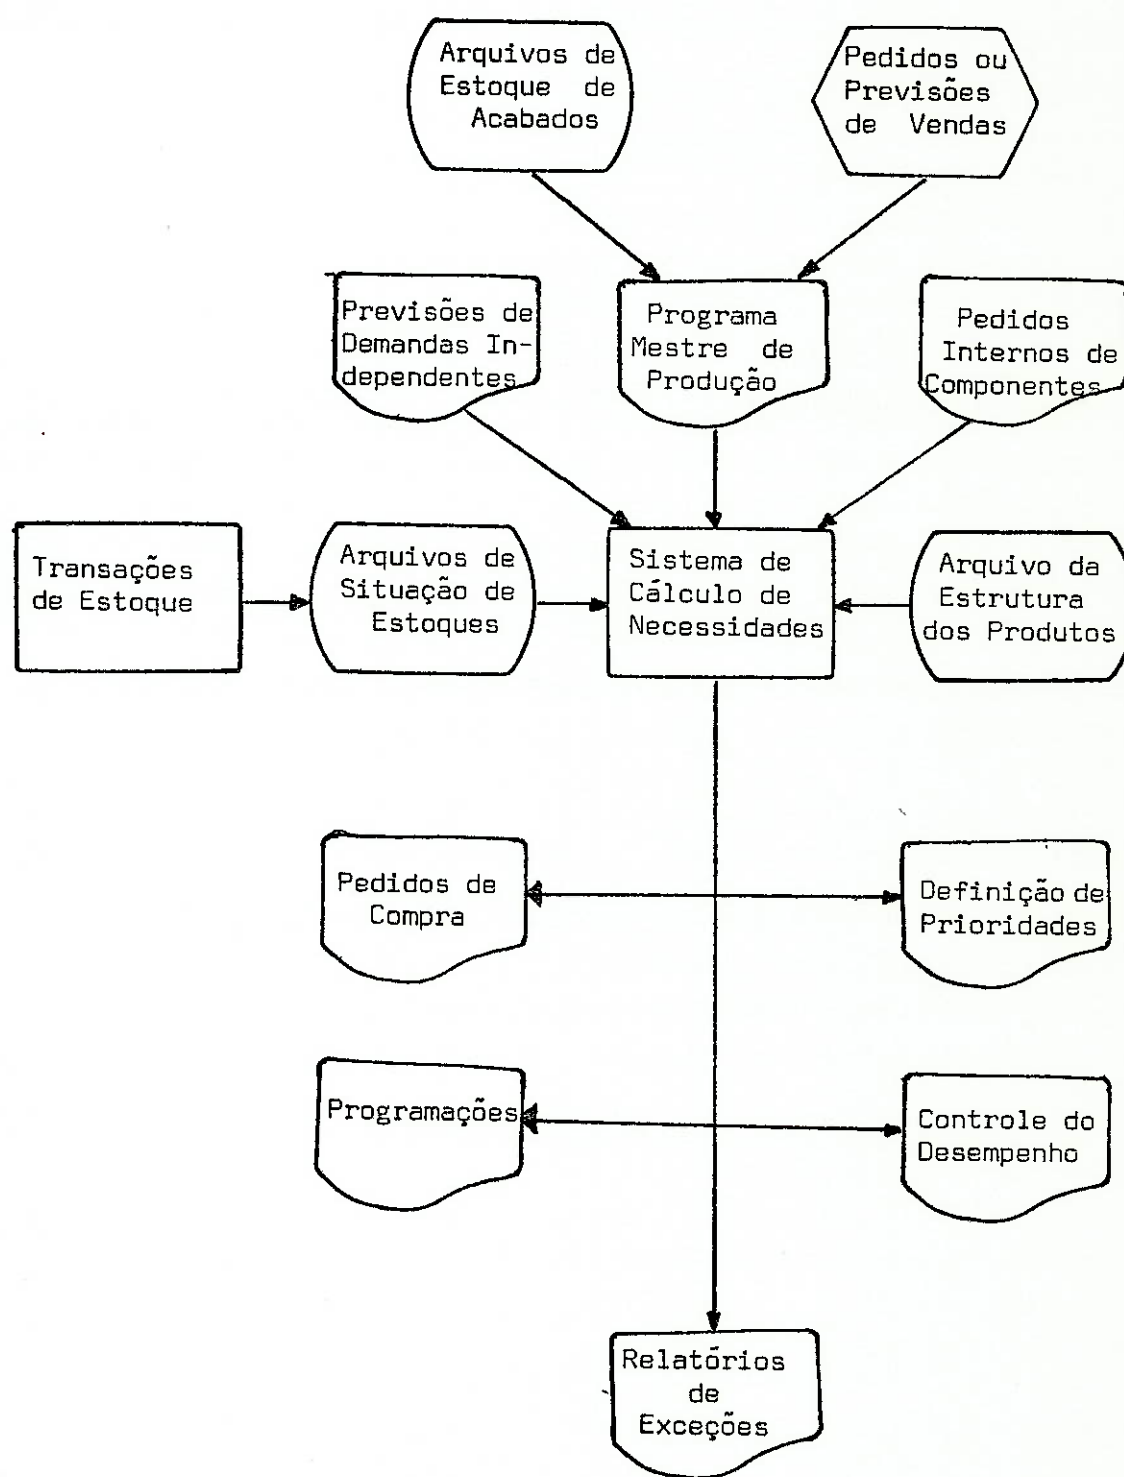 Arquivos de
Estoque de
Acabados
Pedidos ou
Previsões
de Vendas
Previsões de
Demandas In-
dependentes
Programa
Mestre de
Produção
Pedidos
Internos de
Componentes
Transações
de Estoque
Arquivos de
Situação de
Estoques
Sistema de
Cálculo de
Necessidades
Arquivo da
Estrutura
dos Produtos
Pedidos de
Compra
Definição de
Prioridades
Programações
Controle do
Desempenho
Relatórios
de
Exceções